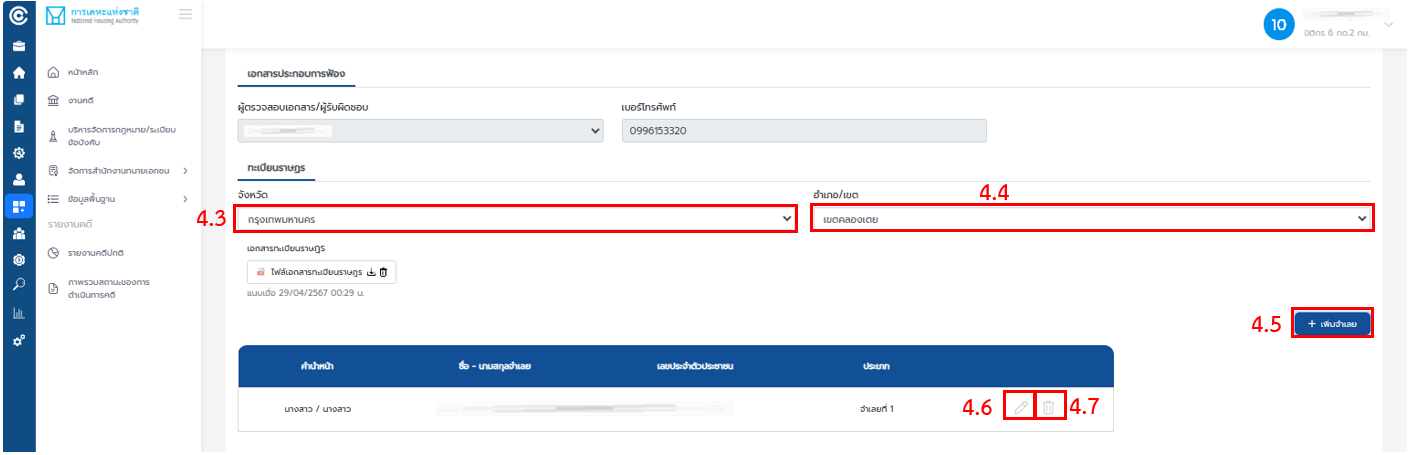 การเคหะแห่งชาติ
National Housing Authority
10
นิติกร 6 กด.2 กม.
หน้าหลัก
งานคดี
บริหารจัดการกฎหมาย/ระเบียบ
ข้อบังคับ
จัดการสำนักงานทนายเอกชน
ข้อมูลพื้นฐาน
รายงานคดี
รายงานคดีปกติ
ภาพรวมสถานะของการ
ดำเนินการคดี
เอกสารประกอบการฟ้อง
ผู้ตรวจสอบเอกสาร/ผู้รับผิดชอบ
เบอร์โทรศัพท์
0996153320
ทะเบียนราษฎร
จังหวัด
อำเภอ/เขต
4.4
4.3
กรุงเทพมหานคร
เขตคลองเตย
เอกสารทะเบียนราษฎร
ไฟล์เอกสารทะเบียนราษฎร
แนบเมื่อ 29/04/2567 00:29 น.
4.5
+ เพิ่มจำเลย
คำนำหน้า ชื่อ - นามสกุลจำเลย เลขประจำตัวประชาชน ประเภท
นางสาว / นางสาว จำเลยที่ 1
4.6
4.7